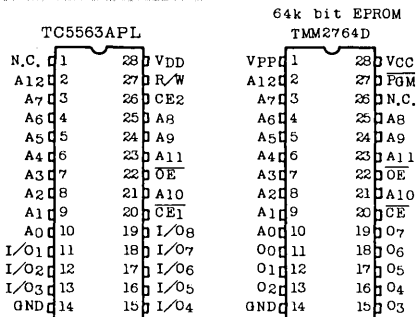 64k bit EPROM
TC5563APL TMM2764D
N.C. 1 28 VDD VPP 1 28 VCC
A12 2 27 R/W A12 2 27 PGM
A7 3 26 CE2 A7 3 26 N.C.
A6 4 25 A8 A6 4 25 A8
A5 5 24 A9 A5 5 24 A9
A4 6 23 A11 A4 6 23 A11
A3 7 22 OE A3 7 22 OE
A2 8 21 A10 A2 8 21 A10
A1 9 20 CE1 A1 9 20 CE
A0 10 19 I/O8 A0 10 19 O7
I/O1 11 18 I/O7 O0 11 18 O6
I/O2 12 17 I/O6 O1 12 17 O5
I/O3 13 16 I/O5 O2 13 16 O4
GND 14 15 I/O4 GND 14 15 O3